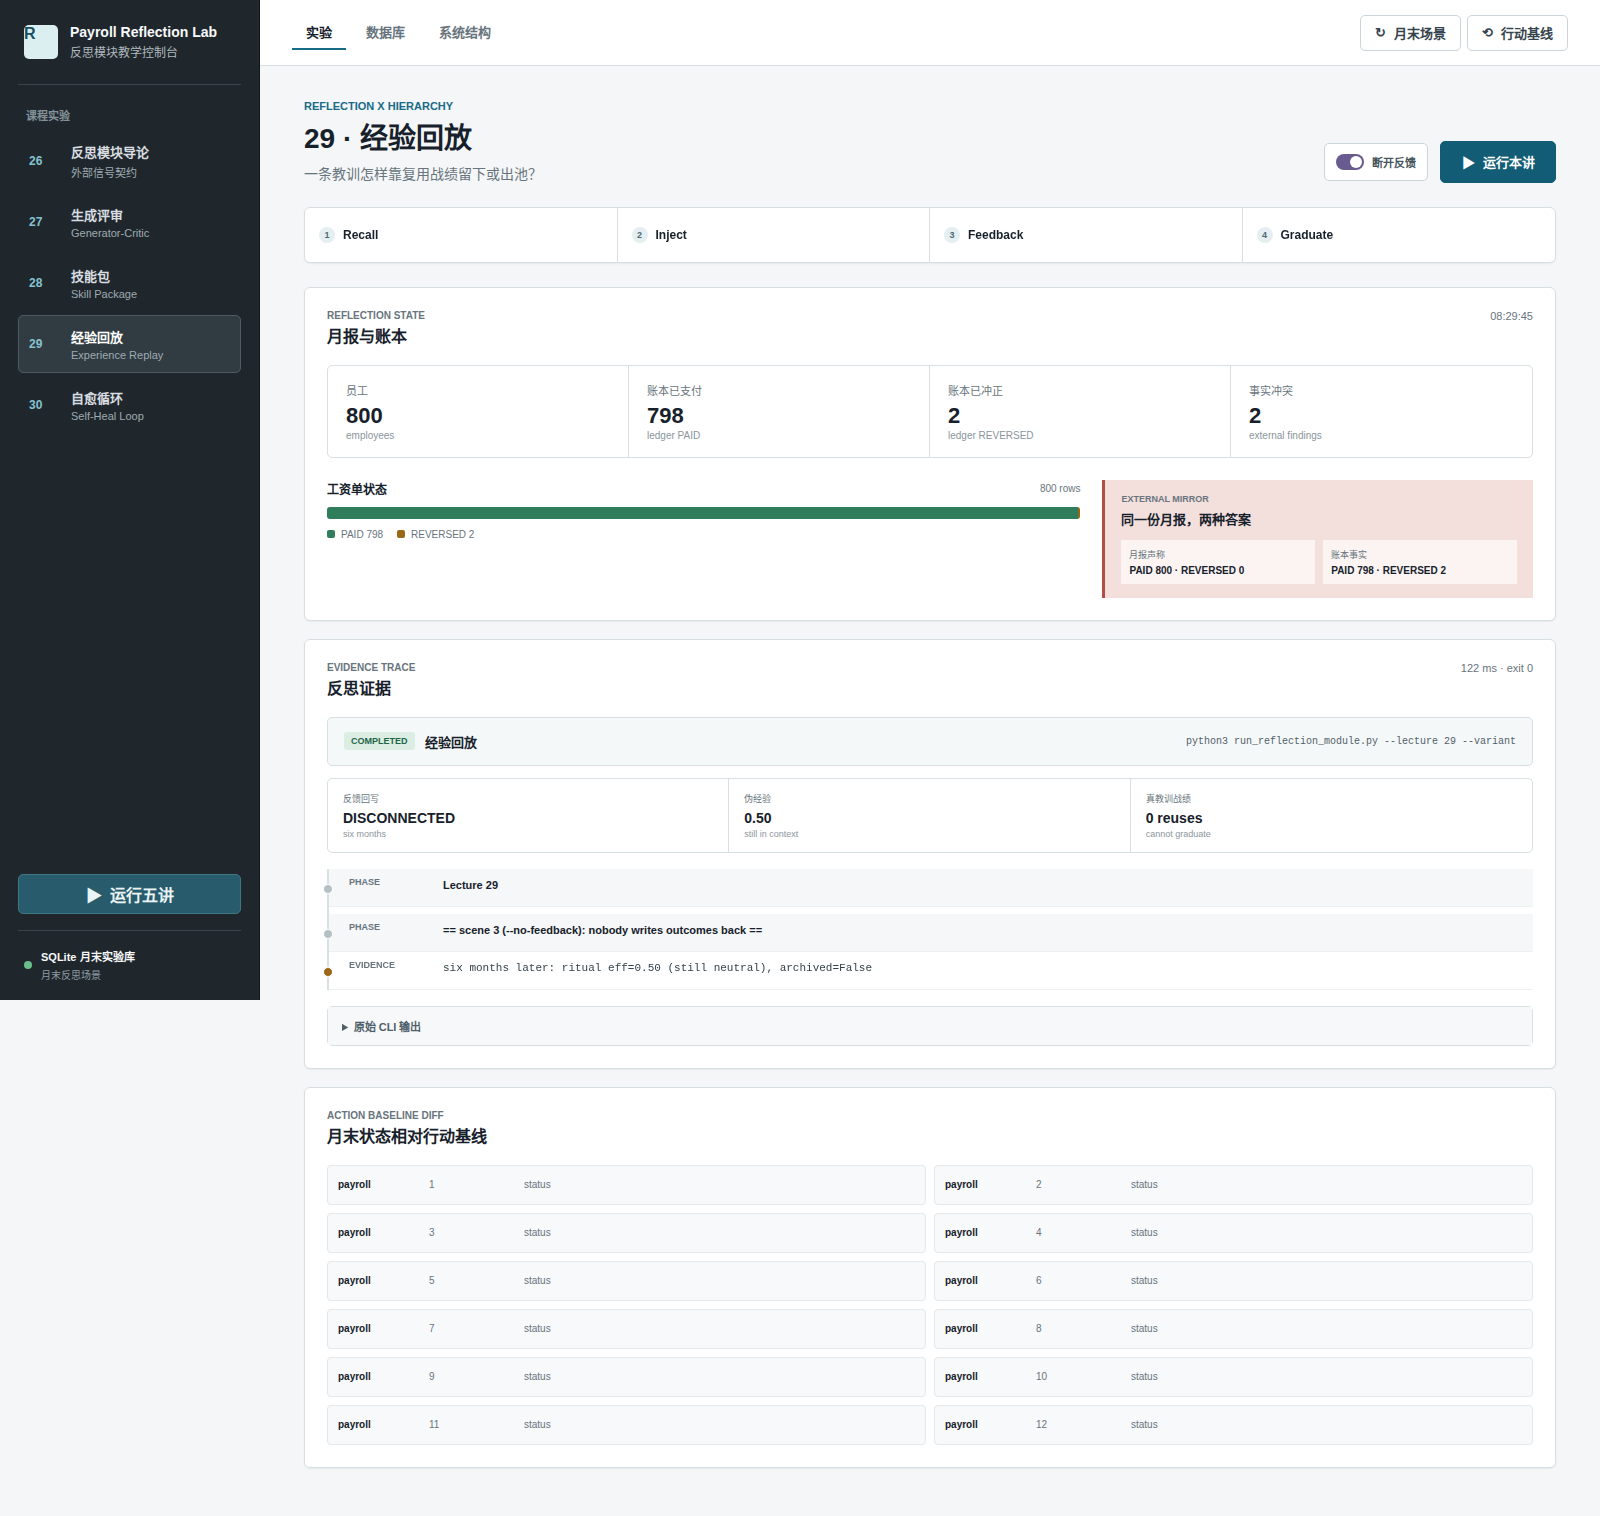 R
Payroll Reflection Lab
反思模块教学控制台
课程实验
26
反思模块导论
外部信号契约
27
生成评审
Generator-Critic
28
技能包
Skill Package
29
经验回放
Experience Replay
30
自愈循环
Self-Heal Loop
▶ 运行五讲
SQLite 月末实验库
月末反思场景
实验
数据库
系统结构
↻ 月末场景
⟲ 行动基线
REFLECTION X HIERARCHY
29 · 经验回放
一条教训怎样靠复用战绩留下或出池?
断开反馈
▶ 运行本讲
1 Recall
2 Inject
3 Feedback
4 Graduate
REFLECTION STATE
月报与账本
08:29:45
员工
800
employees
账本已支付
798
ledger PAID
账本已冲正
2
ledger REVERSED
事实冲突
2
external findings
工资单状态
800 rows
PAID 798
REVERSED 2
EXTERNAL MIRROR
同一份月报，两种答案
月报声称
PAID 800 · REVERSED 0
账本事实
PAID 798 · REVERSED 2
EVIDENCE TRACE
反思证据
122 ms · exit 0
COMPLETED
经验回放
python3 run_reflection_module.py --lecture 29 --variant
反馈回写
DISCONNECTED
six months
伪经验
0.50
still in context
真教训战绩
0 reuses
cannot graduate
PHASE
Lecture 29
PHASE
== scene 3 (--no-feedback): nobody writes outcomes back ==
EVIDENCE
six months later: ritual eff=0.50 (still neutral), archived=False
▶ 原始 CLI 输出
ACTION BASELINE DIFF
月末状态相对行动基线
payroll 1 status
payroll 2 status
payroll 3 status
payroll 4 status
payroll 5 status
payroll 6 status
payroll 7 status
payroll 8 status
payroll 9 status
payroll 10 status
payroll 11 status
payroll 12 status